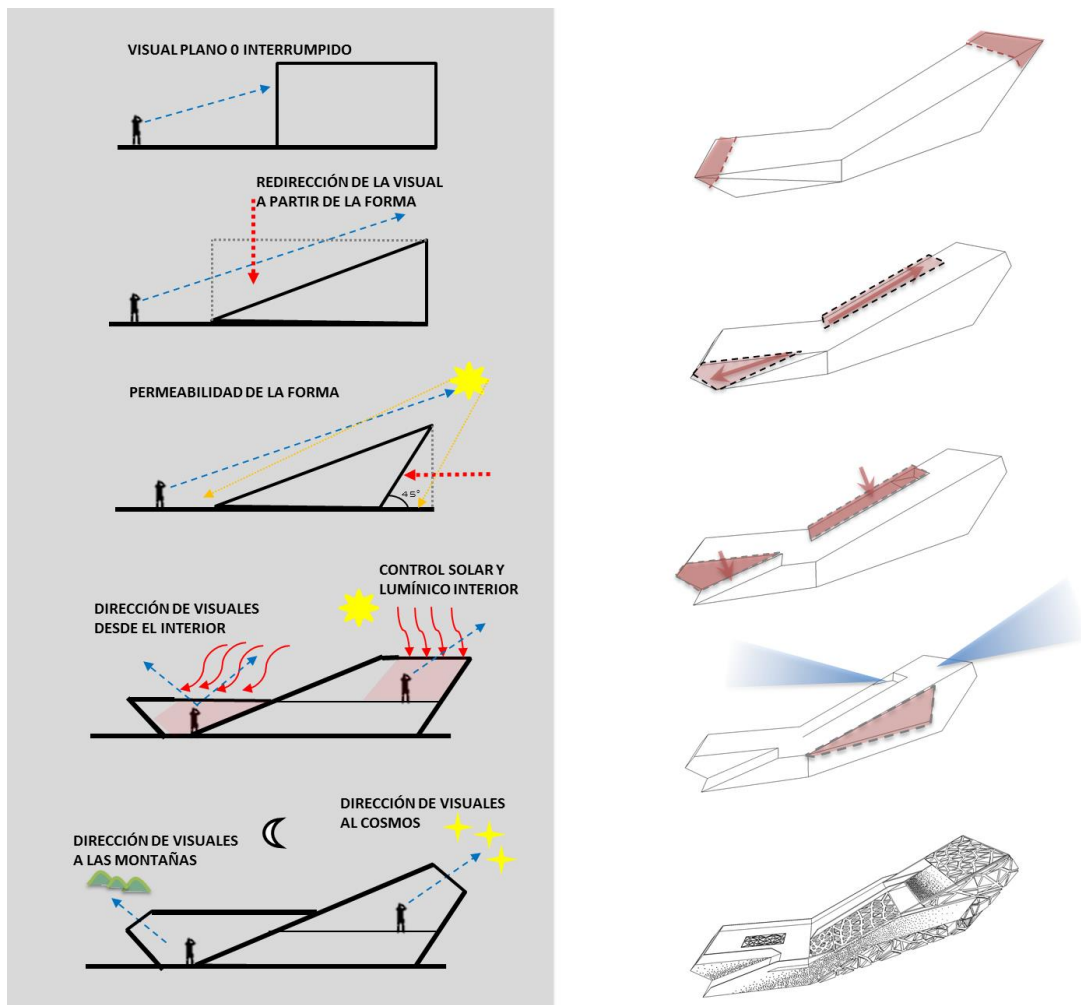 VISUAL PLANO 0 INTERRUMPIDO
REDIRECCIÓN DE LA VISUAL
A PARTIR DE LA FORMA
PERMEABILIDAD DE LA FORMA
45°
CONTROL SOLAR Y
LUMÍNICO INTERIOR
DIRECCIÓN DE VISUALES
DESDE EL INTERIOR
DIRECCIÓN DE VISUALES
AL COSMOS
DIRECCIÓN DE VISUALES
A LAS MONTAÑAS